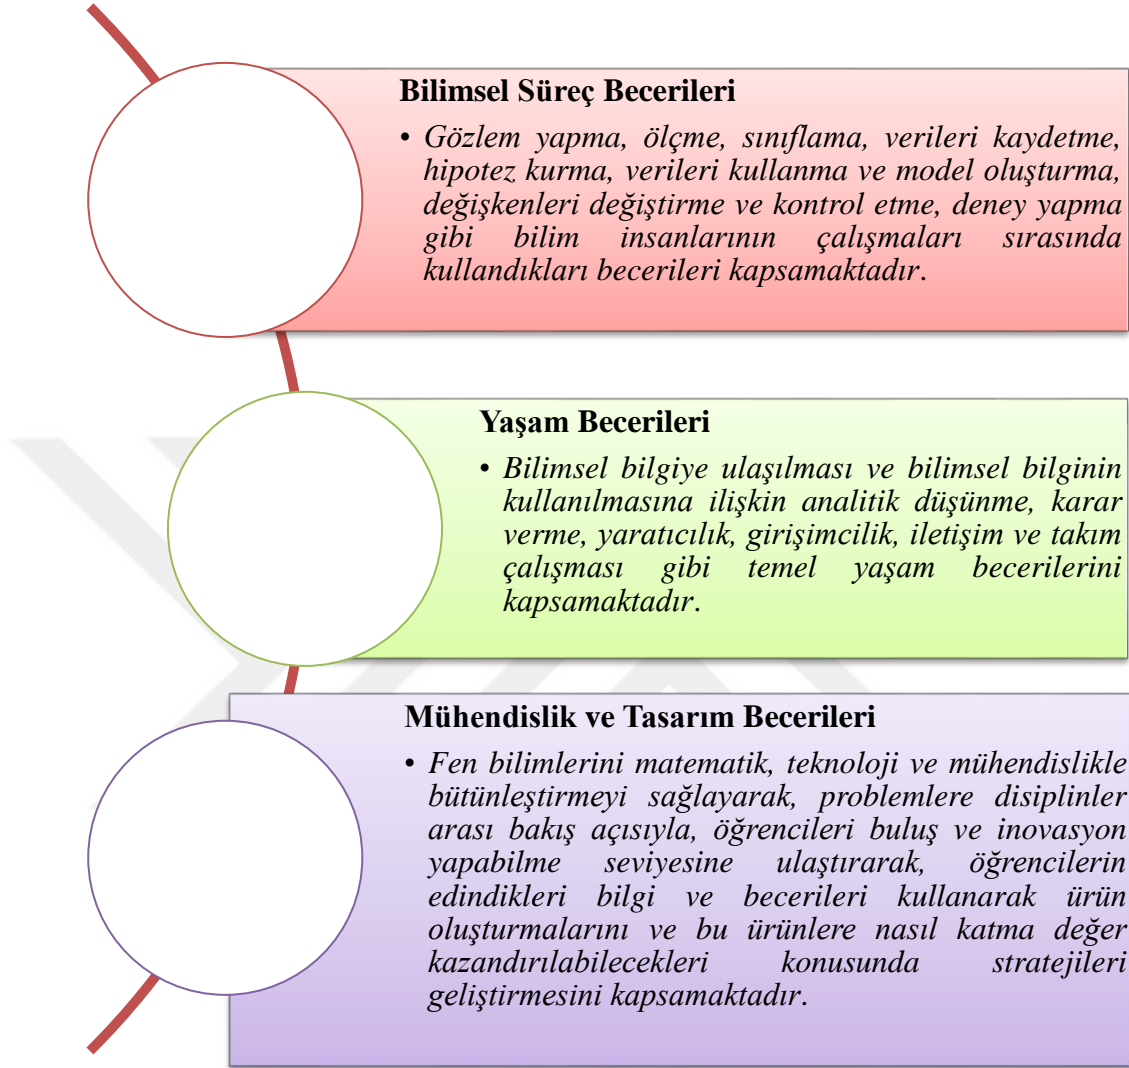 Bilimsel Süreç Becerileri
• Gözlem yapma, ölçme, sınıflama, verileri kaydetme,
hipotez kurma, verileri kullanma ve model oluşturma,
değişkenleri değiştirme ve kontrol etme, deney yapma
gibi bilim insanlarının çalışmaları sırasında
kullandıkları becerileri kapsamaktadır.
Yaşam Becerileri
• Bilimsel bilgiye ulaşılması ve bilimsel bilginin
kullanılmasına ilişkin analitik düşünme, karar
verme, yaratıcılık, girişimcilik, iletişim ve takım
çalışması gibi temel yaşam becerilerini
kapsamaktadır.
Mühendislik ve Tasarım Becerileri
• Fen bilimlerini matematik, teknoloji ve mühendislikle
bütünleştirmeyi sağlayarak, problemlere disiplinler
arası bakış açısıyla, öğrencileri buluş ve inovasyon
yapabilme seviyesine ulaştırarak, öğrencilerin
edindikleri bilgi ve becerileri kullanarak ürün
oluşturmalarını ve bu ürünlere nasıl katma değer
kazandırılabilecekleri konusunda stratejileri
geliştirmesini kapsamaktadır.